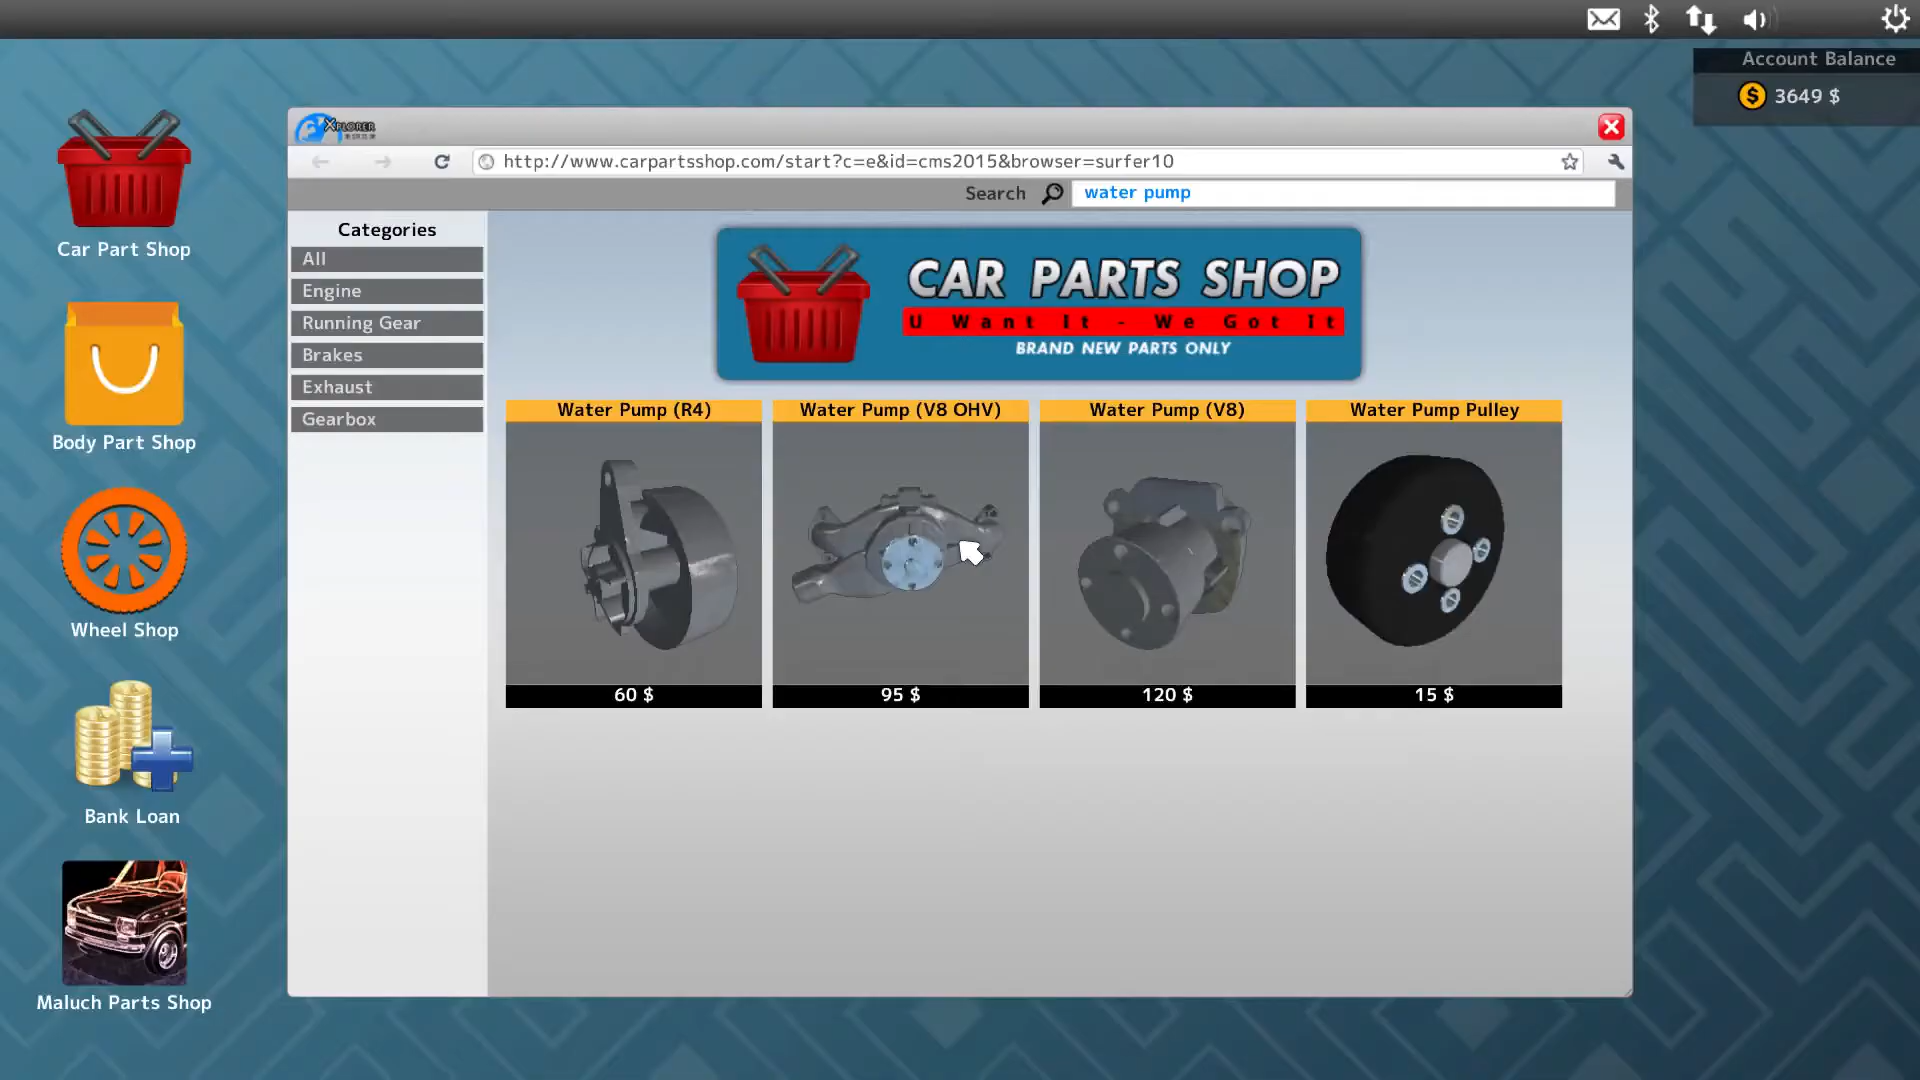 Account Balance
3649 $
XPLORER
http://www.carpartsshop.com/start?c=e&id=cms2015&browser=surfer10
Search
water pump
Car Part Shop
Body Part Shop
Wheel Shop
Bank Loan
Maluch Parts Shop
Categories
All
Engine
Running Gear
Brakes
Exhaust
Gearbox
CAR PARTS SHOP
U Want It - We Got It
BRAND NEW PARTS ONLY
Water Pump (R4)
60 $
Water Pump (V8 OHV)
95 $
Water Pump (V8)
120 $
Water Pump Pulley
15 $